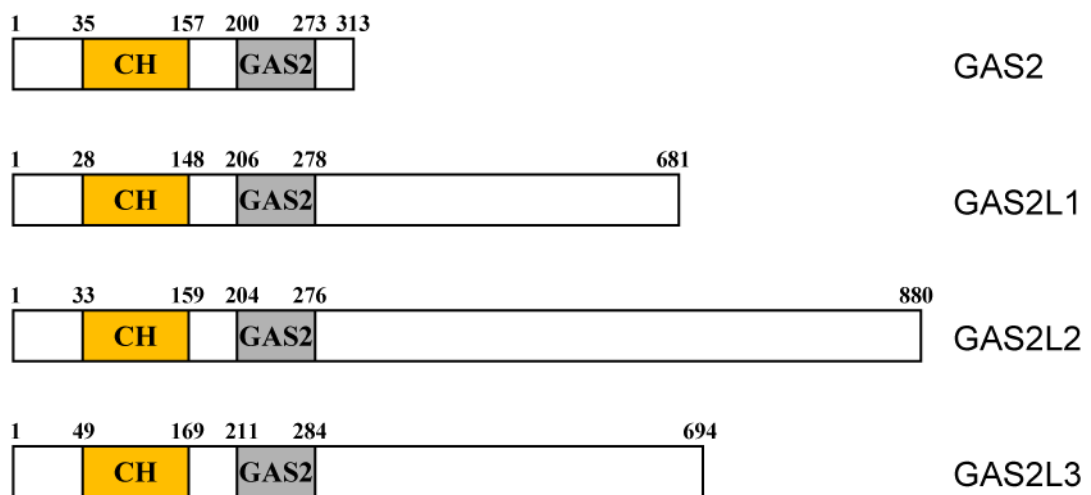 1 35 157 200 273 313
CH GAS2 GAS2
1 28 148 206 278 681
CH GAS2 GAS2L1
1 33 159 204 276 880
CH GAS2 GAS2L2
1 49 169 211 284 694
CH GAS2 GAS2L3